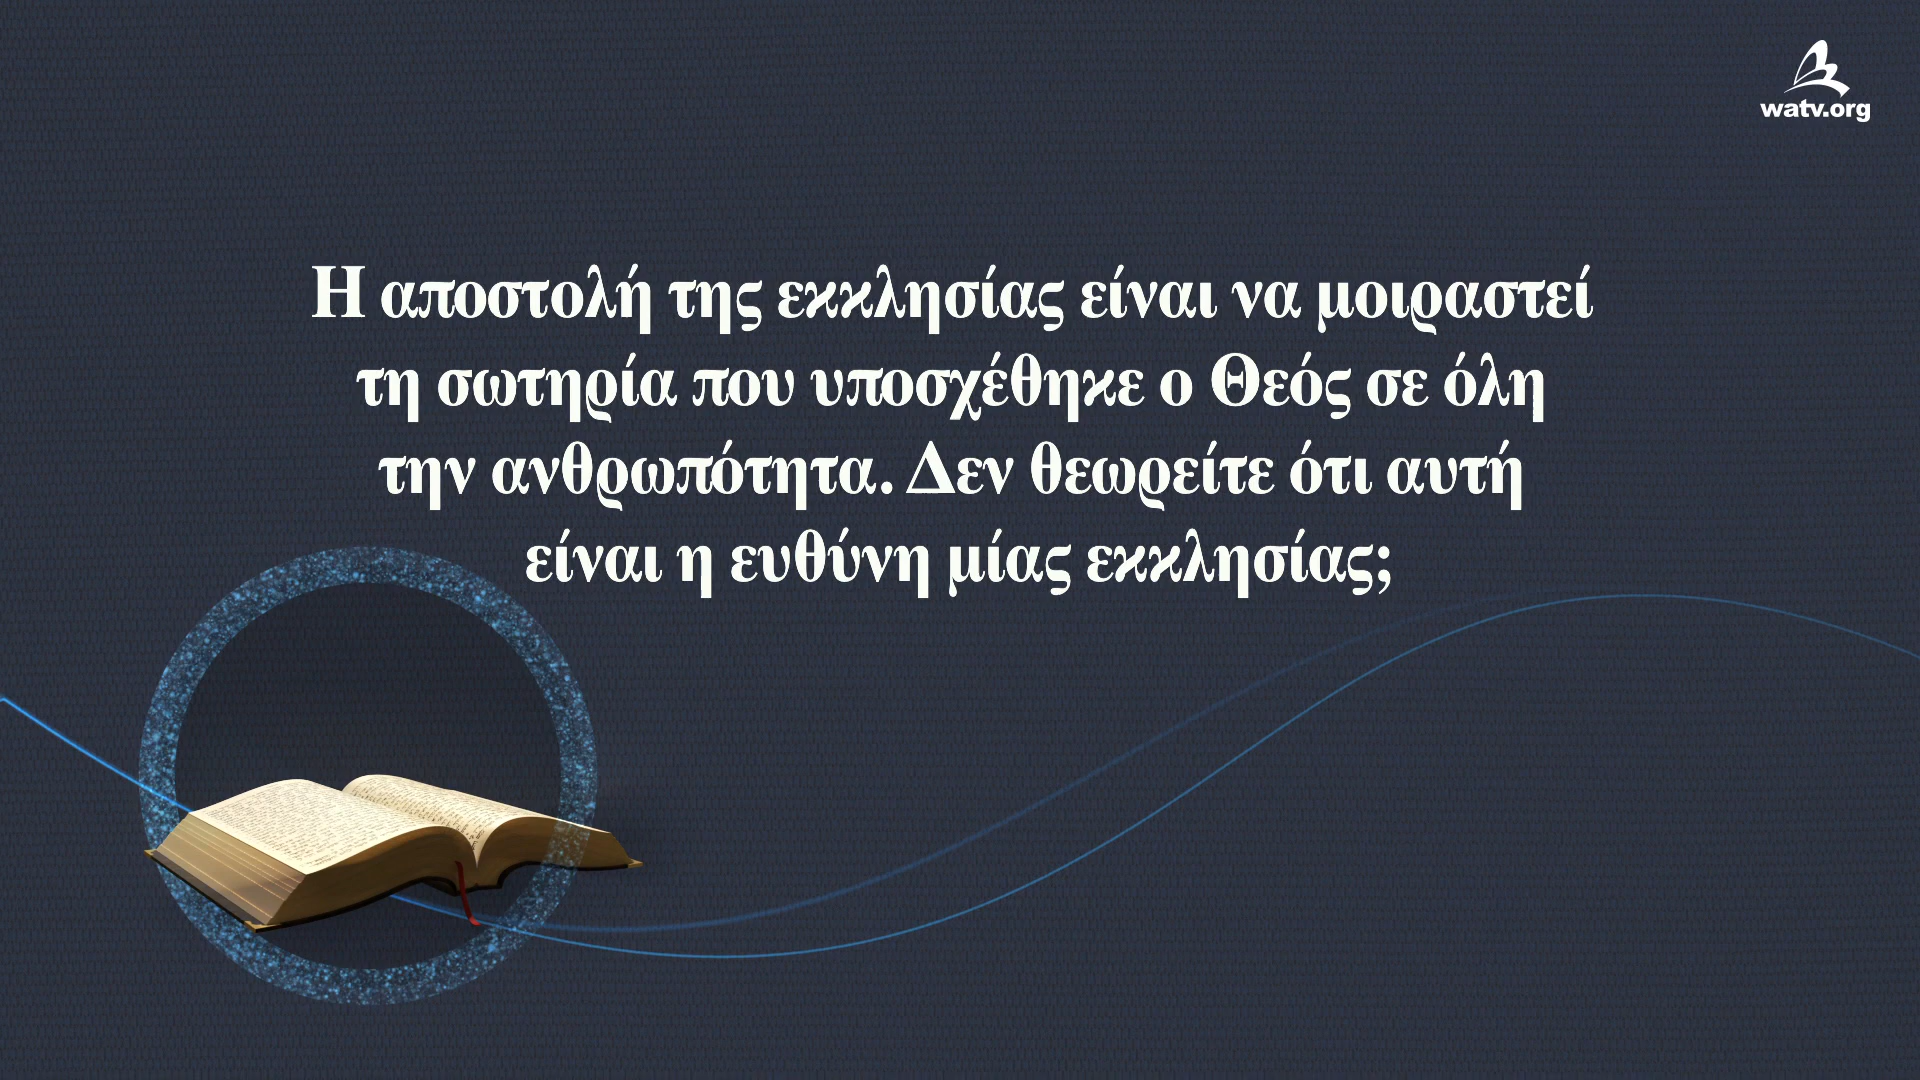 watv.org
Η αποστολή της εκκλησίας είναι να μοιραστεί
τη σωτηρία που υποσχέθηκε ο Θεός σε όλη
την ανθρωπότητα. Δεν θεωρείτε ότι αυτή
είναι η ευθύνη μίας εκκλησίας;